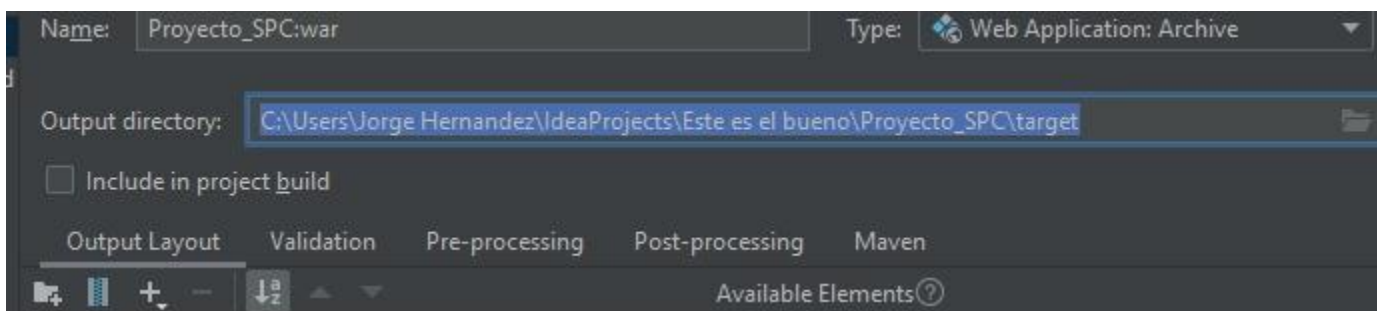 Name: Proyecto_SPC:war Type: Web Application: Archive
Output directory: C:\Users\Jorge Hernandez\IdeaProjects\Este es el bueno\Proyecto_SPC\target
Include in project build
Output Layout Validation Pre-processing Post-processing Maven
Available Elements